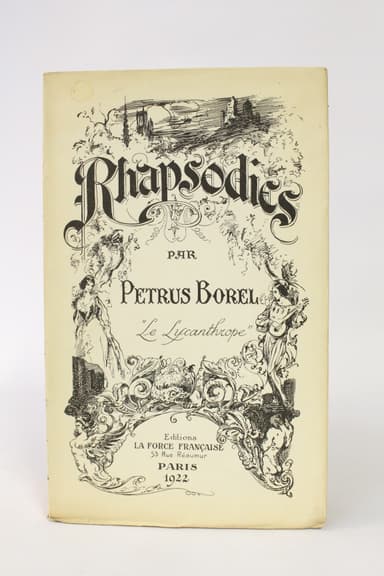 Rhapsodies
PAR
PETRUS BOREL
"Le Lycanthrope"
Editions
LA FORCE FRANÇAISE
53 Rue Réaumur
PARIS
1922